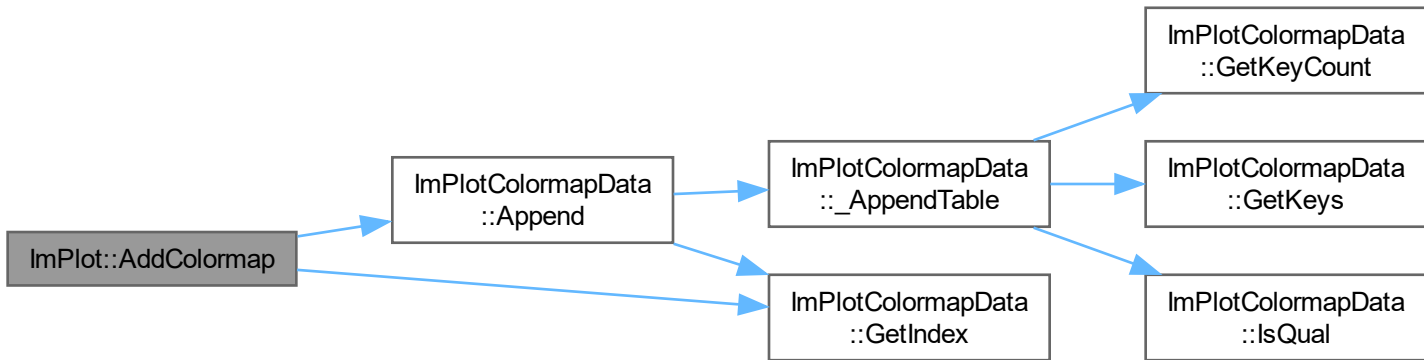 ImPlot::AddColormap
ImPlotColormapData
::Append
ImPlotColormapData
::_AppendTable
ImPlotColormapData
::GetIndex
ImPlotColormapData
::GetKeyCount
ImPlotColormapData
::GetKeys
ImPlotColormapData
::IsQual